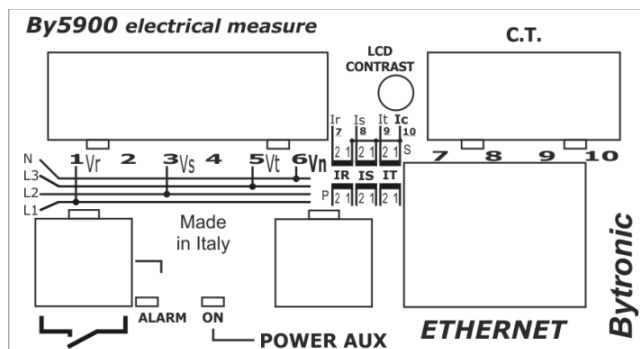 By5900 electrical measure
LCD
CONTRAST
C.T.
Ir Is It Ic
7 8 9 10
2 1 2 1 2 1 S
1 Vr 2 3 Vs 4 5 Vt 6 Vn
7 8 9 10
N
L3
L2
L1
IR IS IT
P 2 1 2 1 2 1
Made
in Italy
ALARM ON
POWER AUX
ETHERNET
Bytronic